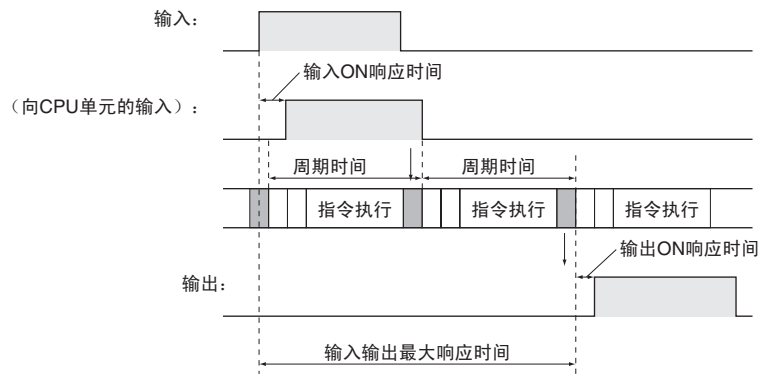 输入：
输入ON响应时间
（向CPU单元的输入）：
周期时间
周期时间
指令执行
指令执行
指令执行
输出ON响应时间
输出：
输入输出最大响应时间